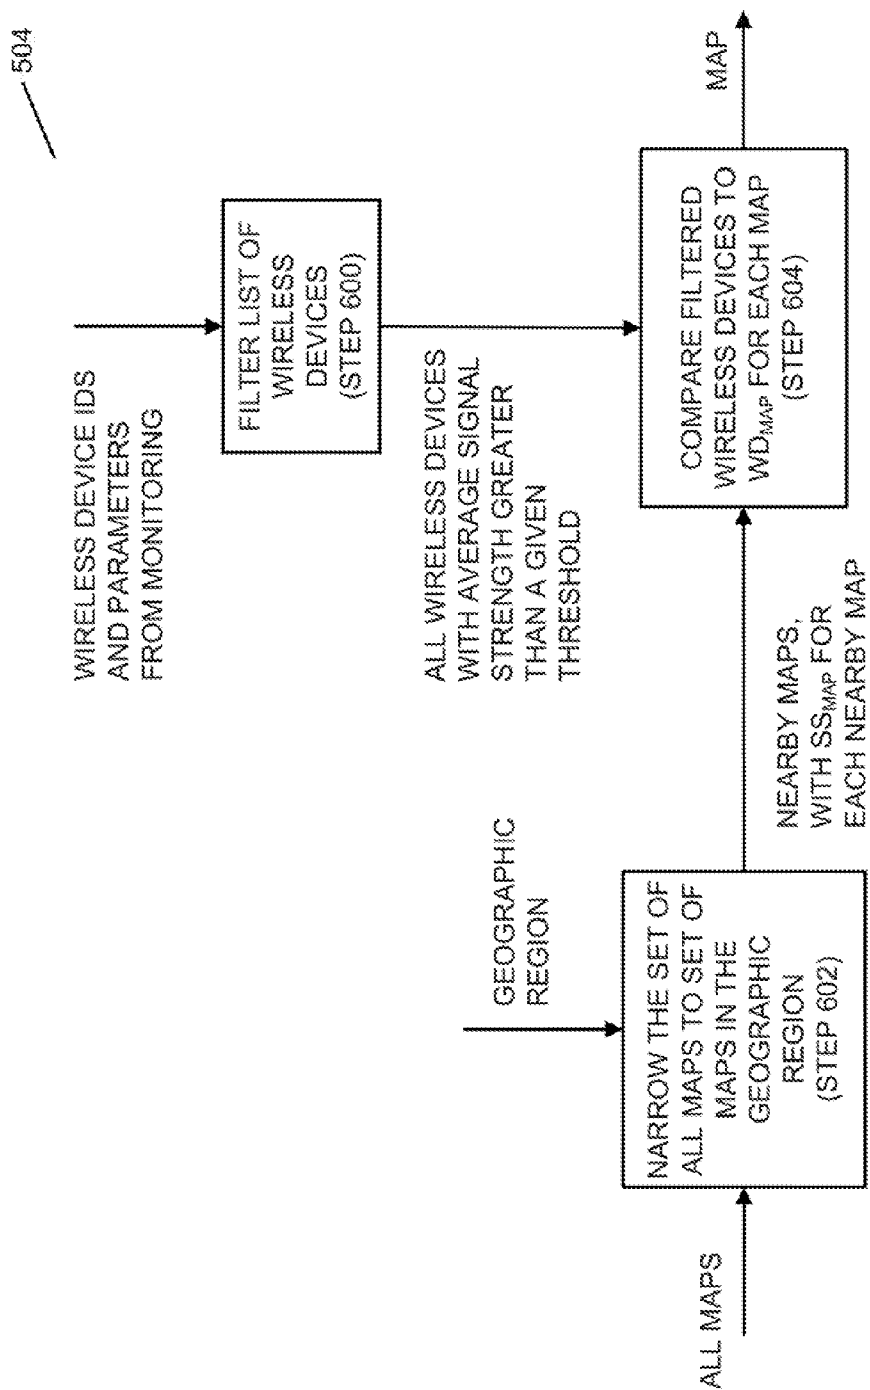 504
WIRELESS DEVICE IDS
AND PARAMETERS
FROM MONITORING
FILTER LIST OF
WIRELESS
DEVICES
(STEP 600)
ALL WIRELESS DEVICES
WITH AVERAGE SIGNAL
STRENGTH GREATER
THAN A GIVEN
THRESHOLD
GEOGRAPHIC
REGION
ALL MAPS
NARROW THE SET OF
ALL MAPS TO SET OF
MAPS IN THE
GEOGRAPHIC
REGION
(STEP 602)
NEARBY MAPS,
WITH SSMAP FOR
EACH NEARBY MAP
COMPARE FILTERED
WIRELESS DEVICES TO
WDMAP FOR EACH MAP
(STEP 604)
MAP